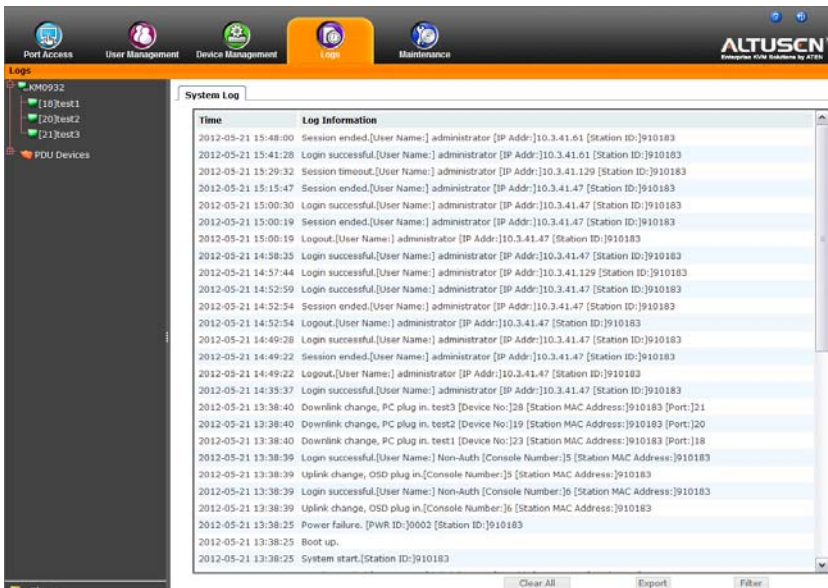 Port Access
User Management
Device Management
Logs
Maintenance
ALTUSEN
Enterprise KVM Solutions by ATEN
Logs
KM0932
[18]test1
[20]test2
[21]test3
PDU Devices
System Log
Time Log Information
2012-05-21 15:48:00 Session ended.[User Name:] administrator [IP Addr:]10.3.41.61 [Station ID:]910183
2012-05-21 15:41:28 Login successful.[User Name:] administrator [IP Addr:]10.3.41.61 [Station ID:]910183
2012-05-21 15:29:32 Session timeout.[User Name:] administrator [IP Addr:]10.3.41.129 [Station ID:]910183
2012-05-21 15:15:47 Session ended.[User Name:] administrator [IP Addr:]10.3.41.47 [Station ID:]910183
2012-05-21 15:00:30 Login successful.[User Name:] administrator [IP Addr:]10.3.41.47 [Station ID:]910183
2012-05-21 15:00:19 Session ended.[User Name:] administrator [IP Addr:]10.3.41.47 [Station ID:]910183
2012-05-21 15:00:19 Logout.[User Name:] administrator [IP Addr:]10.3.41.47 [Station ID:]910183
2012-05-21 14:58:35 Login successful.[User Name:] administrator [IP Addr:]10.3.41.47 [Station ID:]910183
2012-05-21 14:57:44 Login successful.[User Name:] administrator [IP Addr:]10.3.41.129 [Station ID:]910183
2012-05-21 14:52:59 Login successful.[User Name:] administrator [IP Addr:]10.3.41.47 [Station ID:]910183
2012-05-21 14:52:54 Session ended.[User Name:] administrator [IP Addr:]10.3.41.47 [Station ID:]910183
2012-05-21 14:52:54 Logout.[User Name:] administrator [IP Addr:]10.3.41.47 [Station ID:]910183
2012-05-21 14:49:28 Login successful.[User Name:] administrator [IP Addr:]10.3.41.47 [Station ID:]910183
2012-05-21 14:49:22 Session ended.[User Name:] administrator [IP Addr:]10.3.41.47 [Station ID:]910183
2012-05-21 14:49:22 Logout.[User Name:] administrator [IP Addr:]10.3.41.47 [Station ID:]910183
2012-05-21 14:35:37 Login successful.[User Name:] administrator [IP Addr:]10.3.41.47 [Station ID:]910183
2012-05-21 13:38:40 Downlink change, PC plug in. test3 [Device No:]28 [Station MAC Address:]910183 [Port:]21
2012-05-21 13:38:40 Downlink change, PC plug in. test2 [Device No:]19 [Station MAC Address:]910183 [Port:]20
2012-05-21 13:38:40 Downlink change, PC plug in. test1 [Device No:]23 [Station MAC Address:]910183 [Port:]18
2012-05-21 13:38:39 Login successful.[User Name:] Non-Auth [Console Number:]5 [Station MAC Address:]910183
2012-05-21 13:38:39 Uplink change, OSD plug in.[Console Number:]5 [Station MAC Address:]910183
2012-05-21 13:38:39 Login successful.[User Name:] Non-Auth [Console Number:]6 [Station MAC Address:]910183
2012-05-21 13:38:39 Uplink change, OSD plug in.[Console Number:]6 [Station MAC Address:]910183
2012-05-21 13:38:25 Power failure. [PWR ID:]0002 [Station ID:]910183
2012-05-21 13:38:25 Boot up.
2012-05-21 13:38:25 System start.[Station ID:]910183
Clear All
Export
Filter